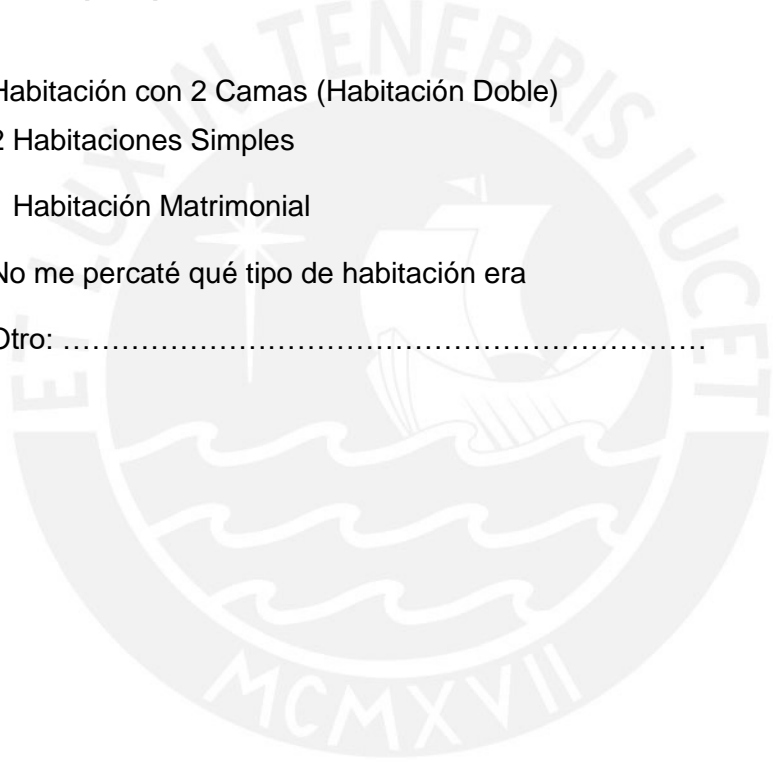 Habitación con 2 Camas (Habitación Doble)
2 Habitaciones Simples
Habitación Matrimonial
No me percaté qué tipo de habitación era
Otro: ……………………………………………………………
ET LUX IN TENEBRIS LUCET
MCMXVII